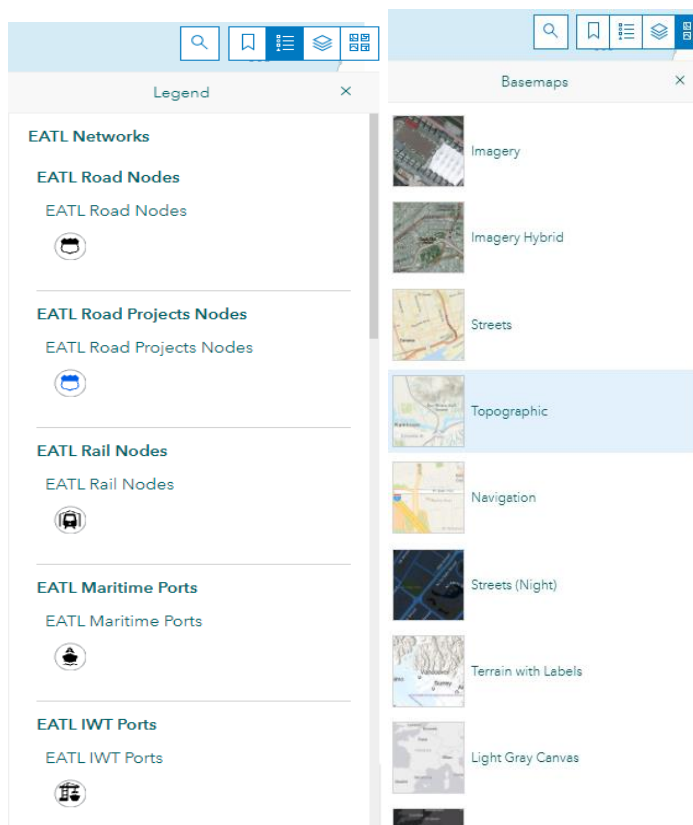 Legend
EATL Networks
EATL Road Nodes
EATL Road Nodes
EATL Road Projects Nodes
EATL Road Projects Nodes
EATL Rail Nodes
EATL Rail Nodes
EATL Maritime Ports
EATL Maritime Ports
EATL IWT Ports
EATL IWT Ports
Basemaps
Imagery
Imagery Hybrid
Streets
Topographic
Navigation
Streets (Night)
Terrain with Labels
Light Gray Canvas